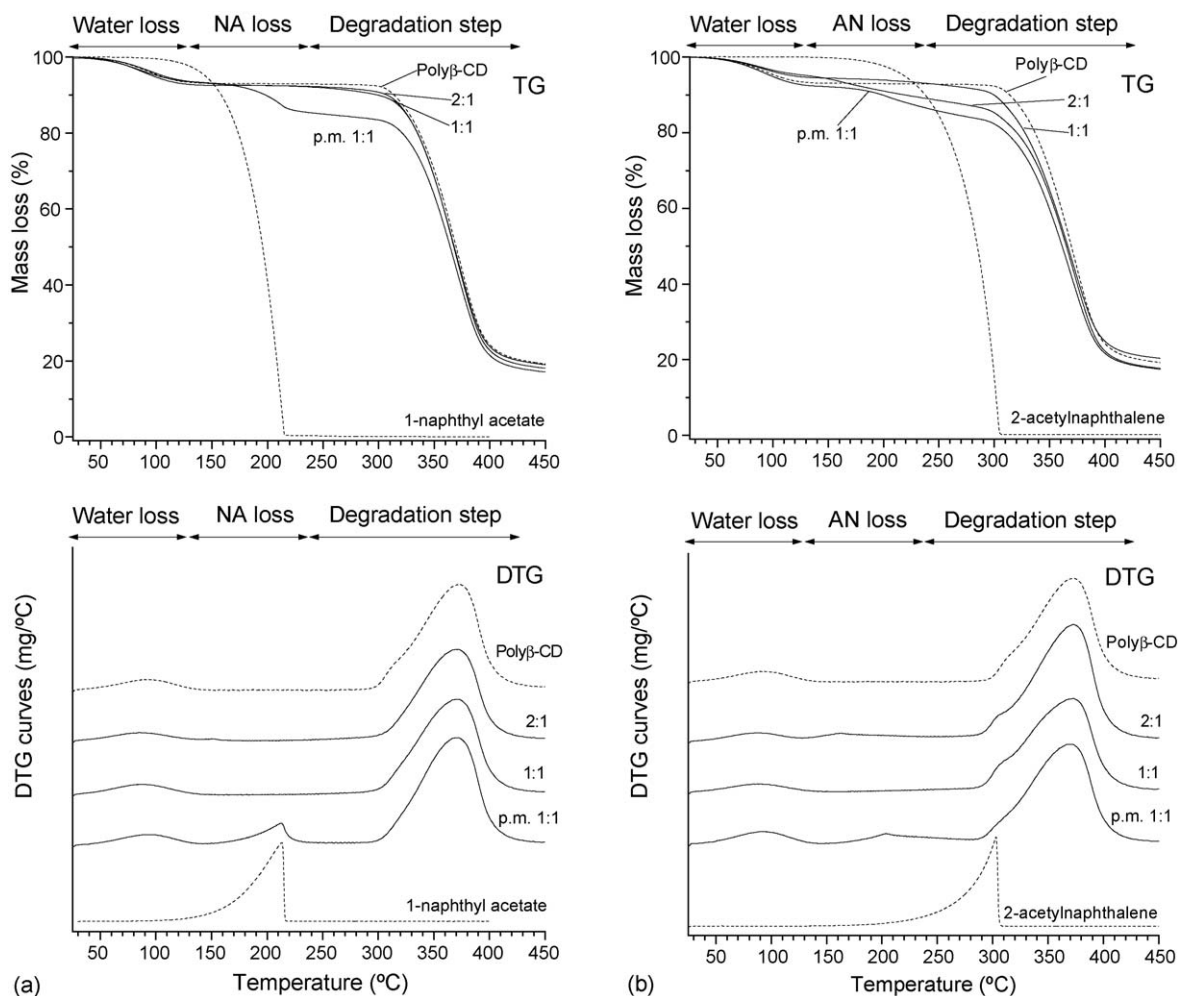 Water loss NA loss Degradation step
TG
Polyβ-CD
2:1
1:1
p.m. 1:1
1-naphthyl acetate
Mass loss (%)
100
80
60
40
20
0
50 100 150 200 250 300 350 400 450
Water loss AN loss Degradation step
TG
Polyβ-CD
2:1
1:1
p.m. 1:1
2-acetylnaphthalene
Mass loss (%)
100
80
60
40
20
0
50 100 150 200 250 300 350 400 450
Water loss NA loss Degradation step
DTG
Polyβ-CD
2:1
1:1
p.m. 1:1
1-naphthyl acetate
DTG curves (mg/ºC)
50 100 150 200 250 300 350 400 450
(a)
Temperature (ºC)
Water loss AN loss Degradation step
DTG
Polyβ-CD
2:1
1:1
p.m. 1:1
2-acetylnaphthalene
DTG curves (mg/ºC)
50 100 150 200 250 300 350 400 450
(b)
Temperature (ºC)